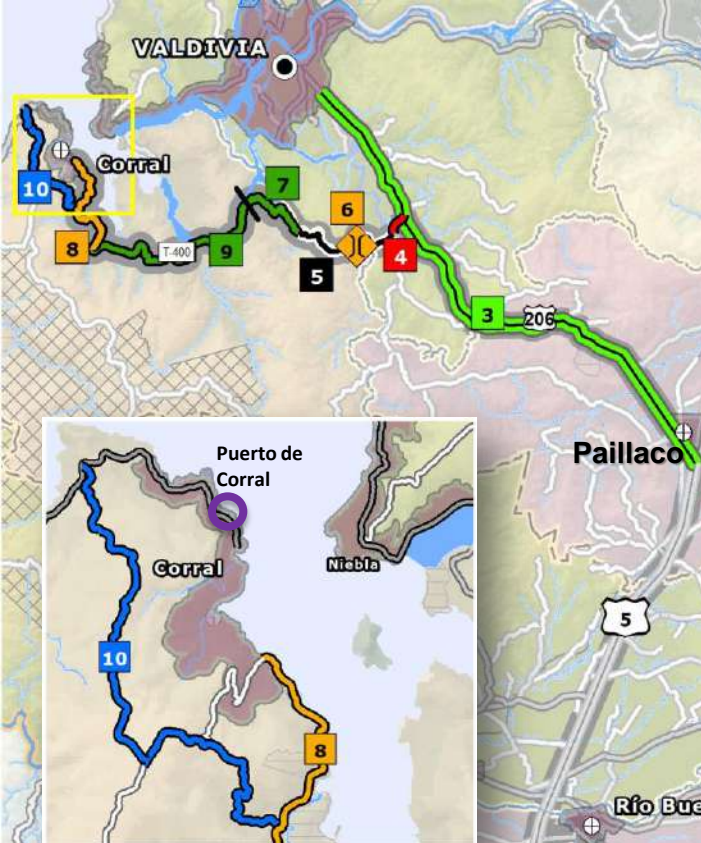 VALDIVIA
Corral
10
7
6
8
T-400
9
5
4
3
206
Paillaco
Puerto de
Corral
Corral
Niebla
5
10
8
Río Bue